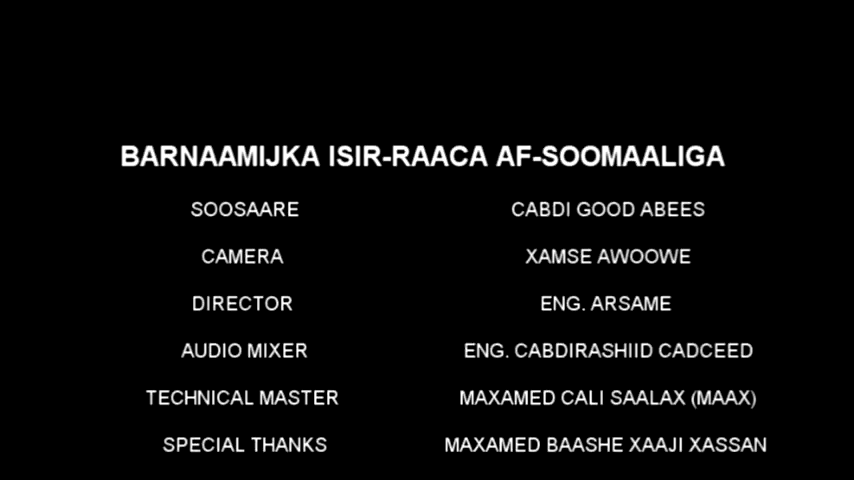 BARNAAMIJKA ISIR-RAACA AF-SOOMAALIGA
SOOSAARE CABDI GOOD ABEES
CAMERA XAMSE AWOOWE
DIRECTOR ENG. ARSAME
AUDIO MIXER ENG. CABDIRASHIID CADCEED
TECHNICAL MASTER MAXAMED CALI SAALAX (MAAX)
SPECIAL THANKS MAXAMED BAASHE XAAJI XASSAN